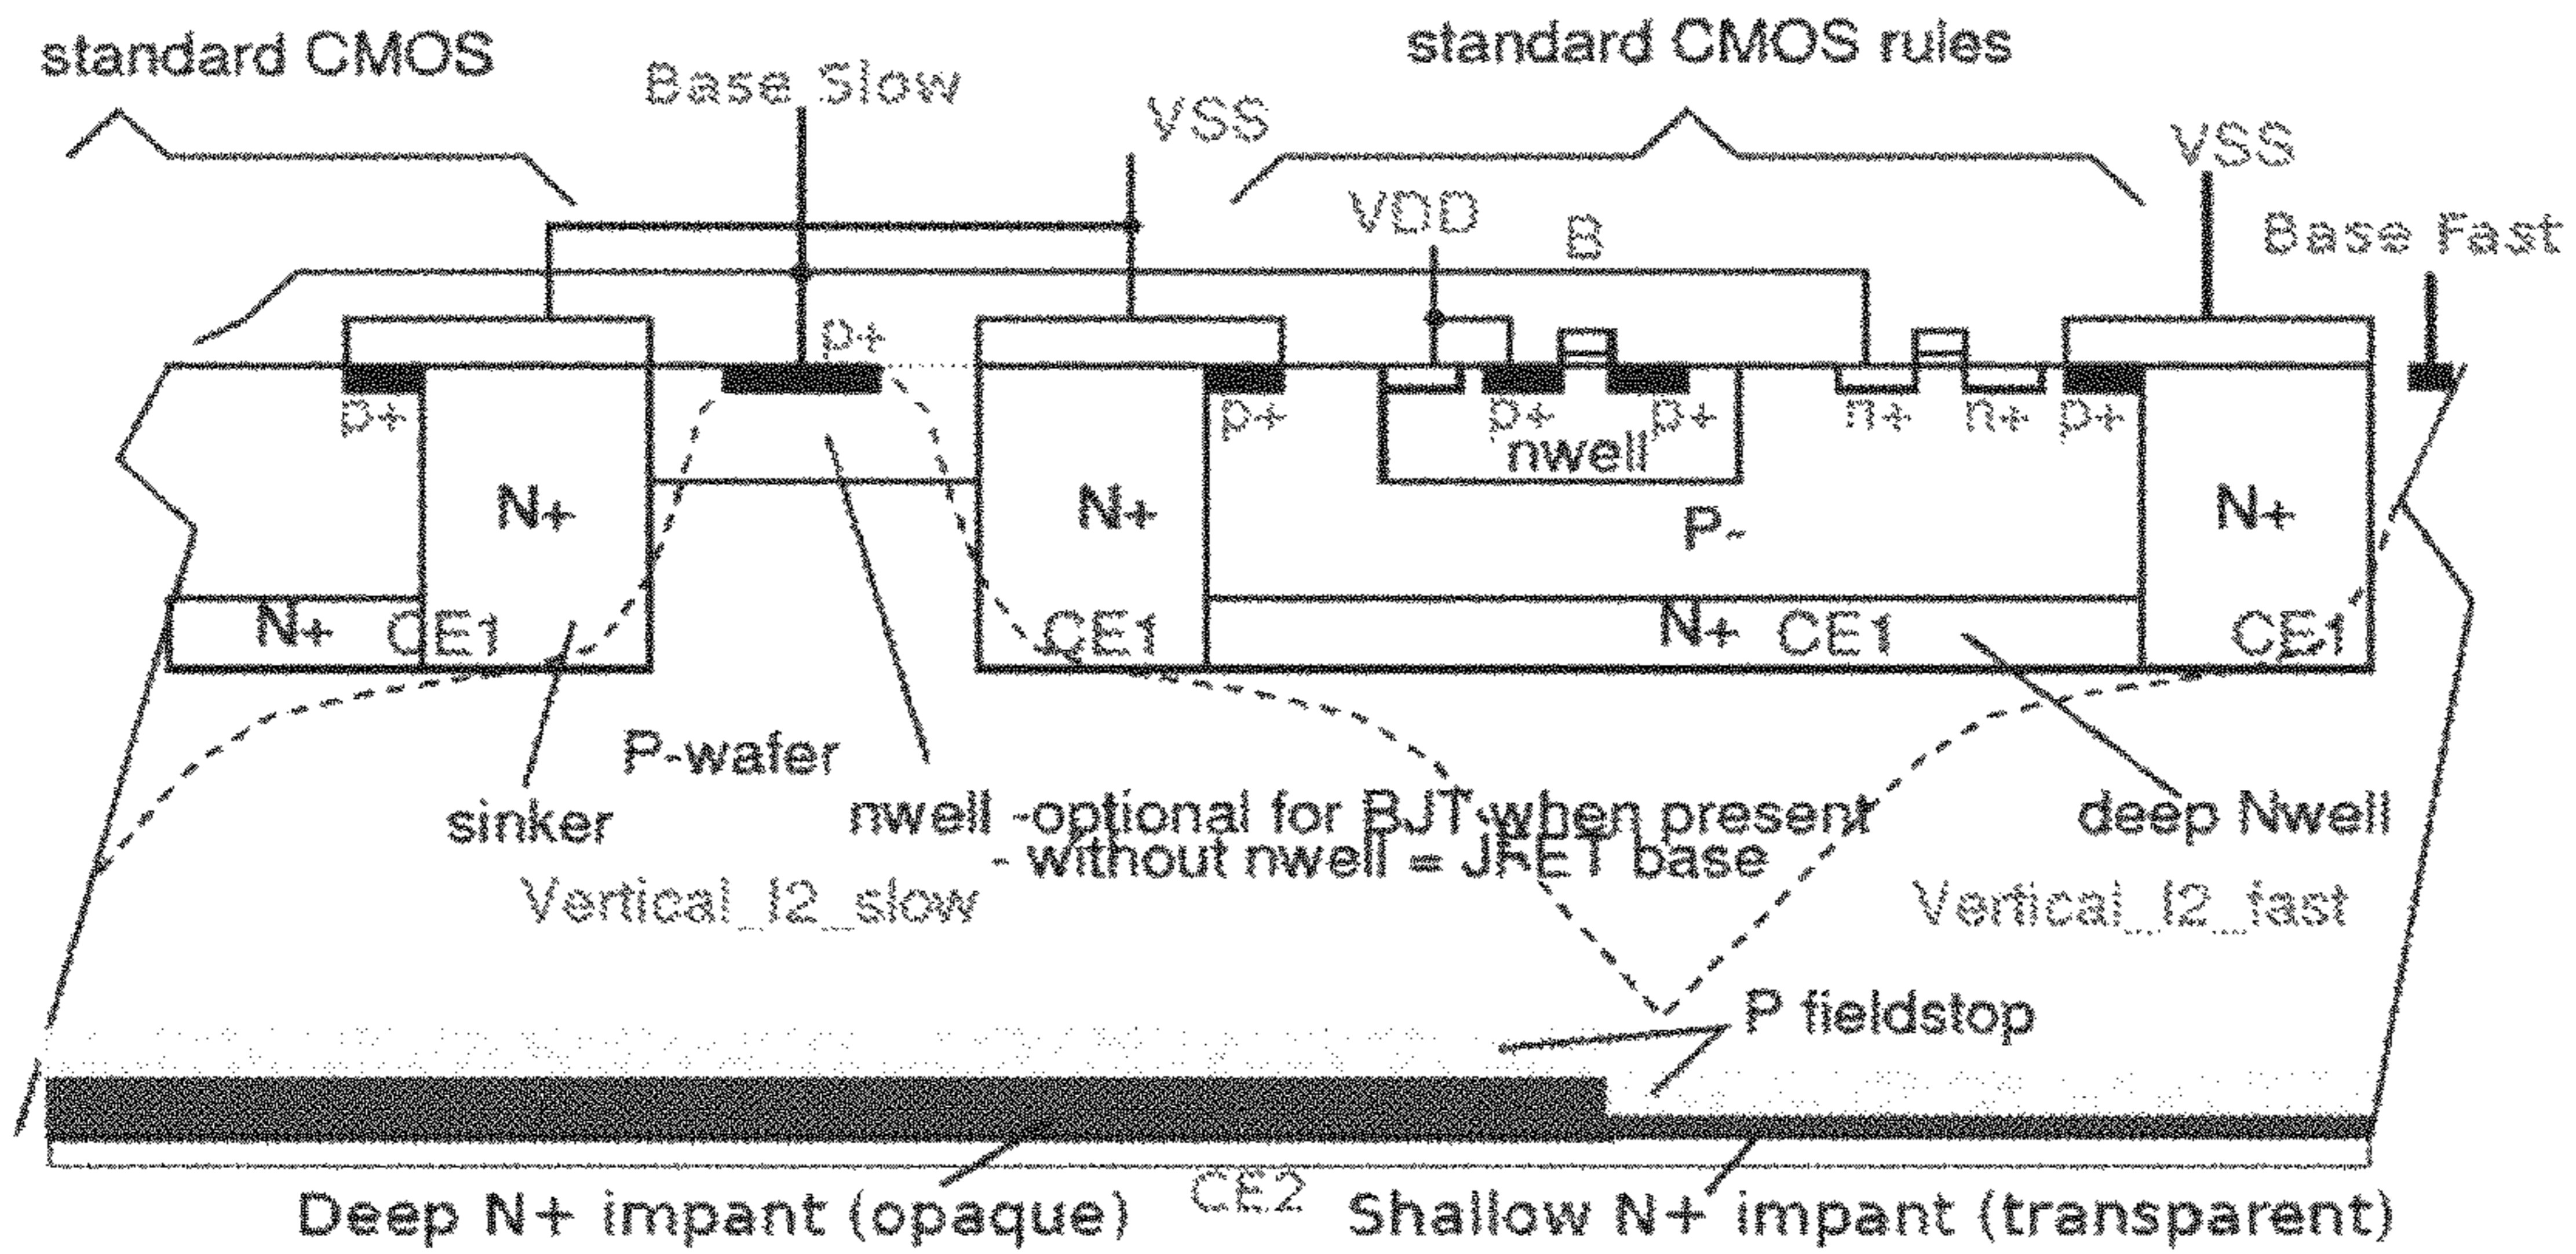 standard CMOS
standard CMOS rules
Base Slow
VSS
VSS
VDD
B
Base Fast
p+
p+
p+
p+
p+
n+
n+
p+
nwell
N+
N+
P-
N+
N+
CE1
CE1
N+
CE1
CE1
P-wafer
sinker
nwell -optional for BJT when present
- without nwell = JFET base
deep Nwell
Vertical_I2_slow
Vertical_I2_fast
P fieldstop
CE2
Deep N+ impant (opaque)
Shallow N+ impant (transparent)